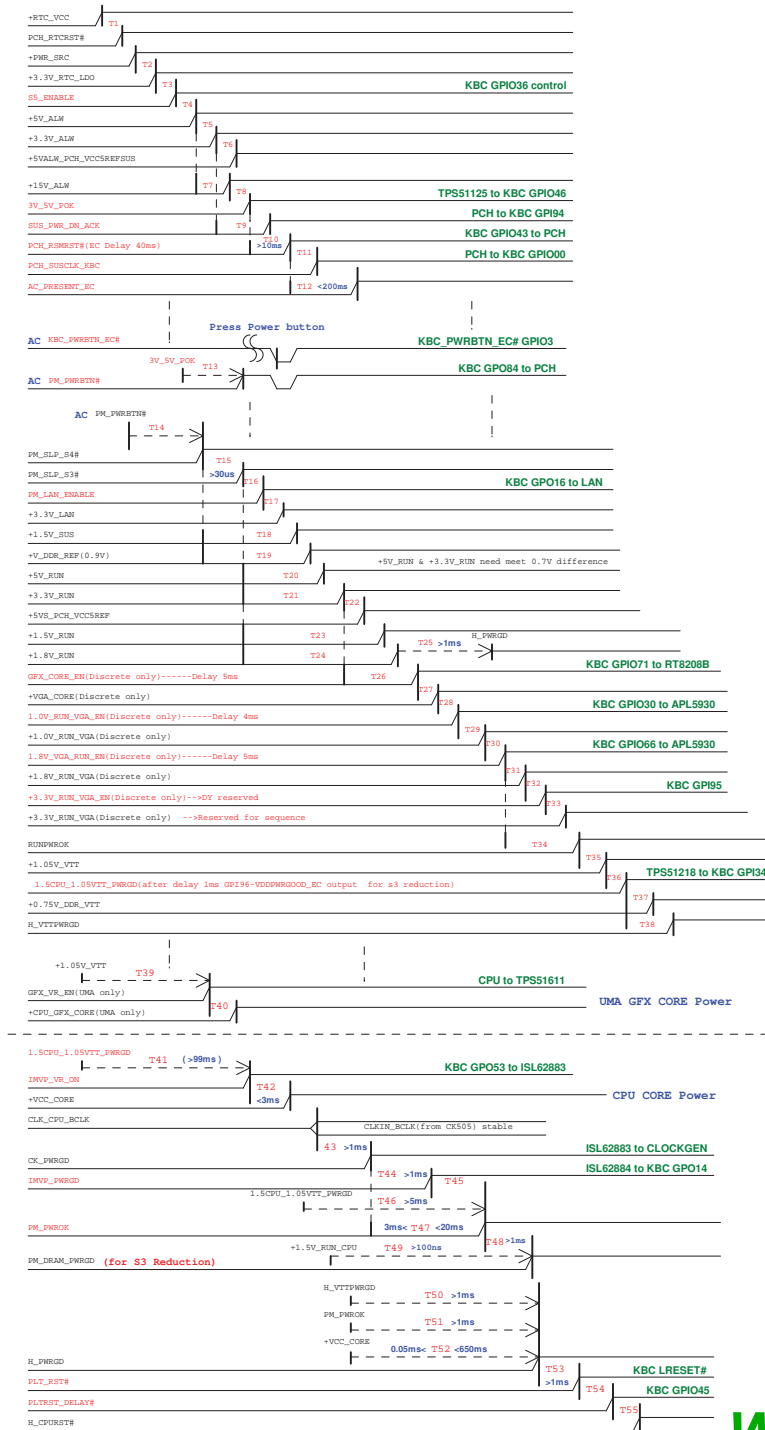 +RTC_VCC
T1
PCH_RTCRST#
+PWR_SRC
T2
+3.3V_RTC_LDO
T3
KBC GPIO36 control
S5_ENABLE
T4
+5V_ALW
T5
+3.3V_ALW
T6
+5VALW_PCH_VCC5REFSUS
+15V_ALW
T7
T8
TPS51125 to KBC GPIO46
3V_5V_POK
PCH to KBC GPI94
SUS_PWR_DN_ACK
T9
KBC GPIO43 to PCH
T10
PCH_RSMRST#(EC Delay 40ms)
>10ms
T11
PCH to KBC GPIO00
PCH_SUSCLK_KBC
AC_PRESENT_EC
T12 <200ms
Press Power button
AC KBC_PWRBTN_EC#
KBC_PWRBTN_EC# GPIO3
3V_5V_POK
T13
KBC GPO84 to PCH
AC PM_PWRBTN#
AC PM_PWRBTN#
T14
PM_SLP_S4#
T15
PM_SLP_S3#
>30us
T16
KBC GPO16 to LAN
PM_LAN_ENABLE
T17
+3.3V_LAN
+1.5V_SUS
T18
+V_DDR_REF(0.9V)
T19
+5V_RUN & +3.3V_RUN need meet 0.7V difference
+5V_RUN
T20
+3.3V_RUN
T21
T22
+5VS_PCH_VCC5REF
+1.5V_RUN
T23
T25 >1ms
H_PWRGD
+1.8V_RUN
T24
KBC GPIO71 to RT8208B
GFX_CORE_EN(Discrete only)------Delay 5ms
T26
+VGA_CORE(Discrete only)
T27
T28
KBC GPIO30 to APL5930
1.0V_RUN_VGA_EN(Discrete only)------Delay 4ms
T29
+1.0V_RUN_VGA(Discrete only)
T30
KBC GPIO66 to APL5930
1.8V_VGA_RUN_EN(Discrete only)------Delay 5ms
T31
+1.8V_RUN_VGA(Discrete only)
T32
KBC GPI95
+3.3V_RUN_VGA_EN(Discrete only)-->DY reserved
T33
+3.3V_RUN_VGA(Discrete only) -->Reserved for sequence
RUNPWROK
T34
+1.05V_VTT
T35
T36
TPS51218 to KBC GPI34
1.5CPU_1.05VTT_PWRGD(after delay 1ms GPI96-VDDPWRGOOD_EC output for s3 reduction)
+0.75V_DDR_VTT
T37
H_VTTPWRGD
T38
+1.05V_VTT
T39
CPU to TPS51611
GFX_VR_EN(UMA only)
T40
UMA GFX CORE Power
+CPU_GFX_CORE(UMA only)
1.5CPU_1.05VTT_PWRGD
T41 (>99ms)
KBC GPO53 to ISL62883
IMVP_VR_ON
T42
+VCC_CORE
<3ms
CPU CORE Power
CLK_CPU_BCLK
CLKIN_BCLK(from CK505) stable
43 >1ms
ISL62883 to CLOCKGEN
CK_PWRGD
T44 >1ms
T45
ISL62884 to KBC GPO14
IMVP_PWRGD
1.5CPU_1.05VTT_PWRGD
T46 >5ms
PM_PWROK
3ms< T47 <20ms
T48 >1ms
+1.5V_RUN_CPU
T49 >100ns
PM_DRAM_PWRGD (for S3 Reduction)
H_VTTPWRGD
T50 >1ms
PM_PWROK
T51 >1ms
+VCC_CORE
0.05ms< T52 <650ms
H_PWRGD
T53
KBC LRESET#
PLT_RST#
>1ms
T54
KBC GPIO45
PLTRST_DELAY#
T55
H_CPURST#